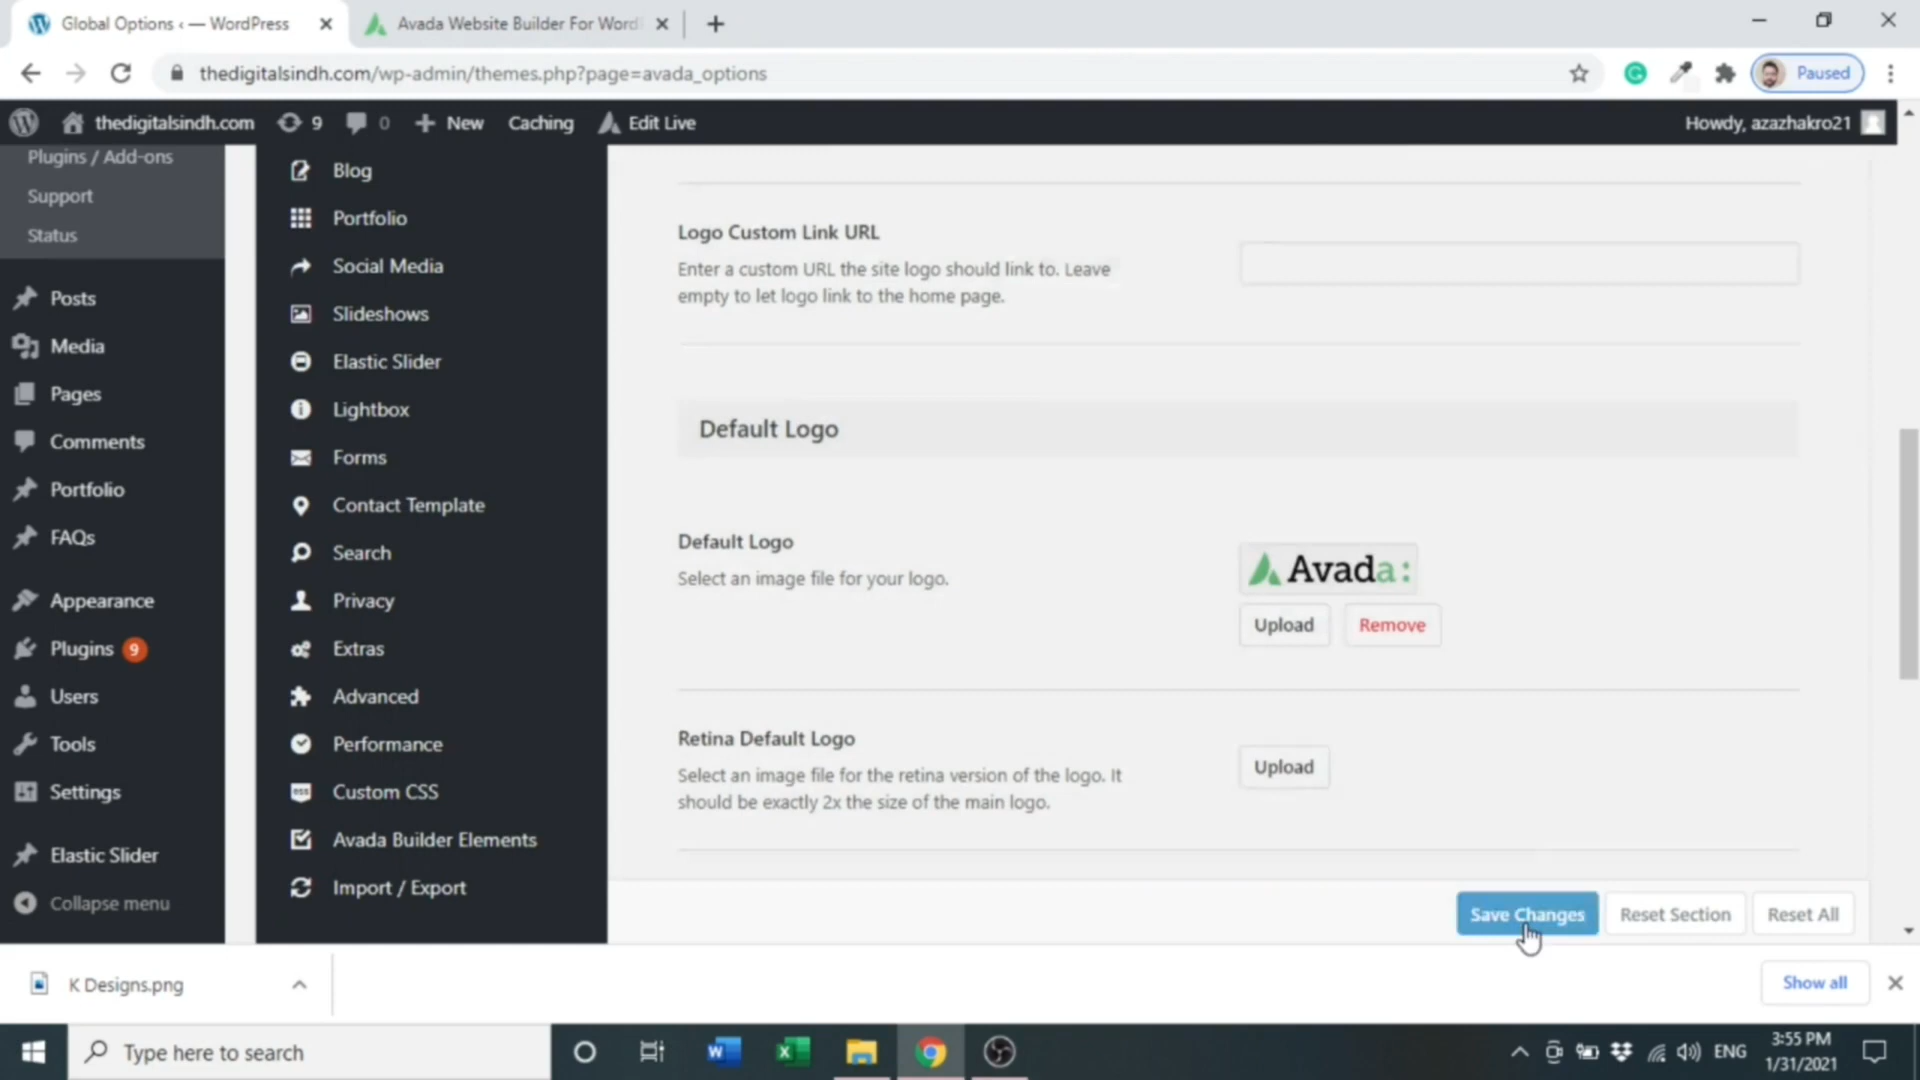 Global Options ‹ — WordPress
Avada Website Builder For Word
thedigitalsindh.com/wp-admin/themes.php?page=avada_options
Paused
thedigitalsindh.com
9
0
New
Caching
Edit Live
Howdy, azazhakro21
Plugins / Add-ons
Support
Status
Posts
Media
Pages
Comments
Portfolio
FAQs
Appearance
Plugins 9
Users
Tools
Settings
Elastic Slider
Collapse menu
Blog
Portfolio
Social Media
Slideshows
Elastic Slider
Lightbox
Forms
Contact Template
Search
Privacy
Extras
Advanced
Performance
Custom CSS
Avada Builder Elements
Import / Export
Logo Custom Link URL
Enter a custom URL the site logo should link to. Leave
empty to let logo link to the home page.
Default Logo
Default Logo
Select an image file for your logo.
Avada:
Upload
Remove
Retina Default Logo
Select an image file for the retina version of the logo. It
should be exactly 2x the size of the main logo.
Upload
Save Changes
Reset Section
Reset All
K Designs.png
Show all
Type here to search
ENG
3:55 PM
1/31/2021